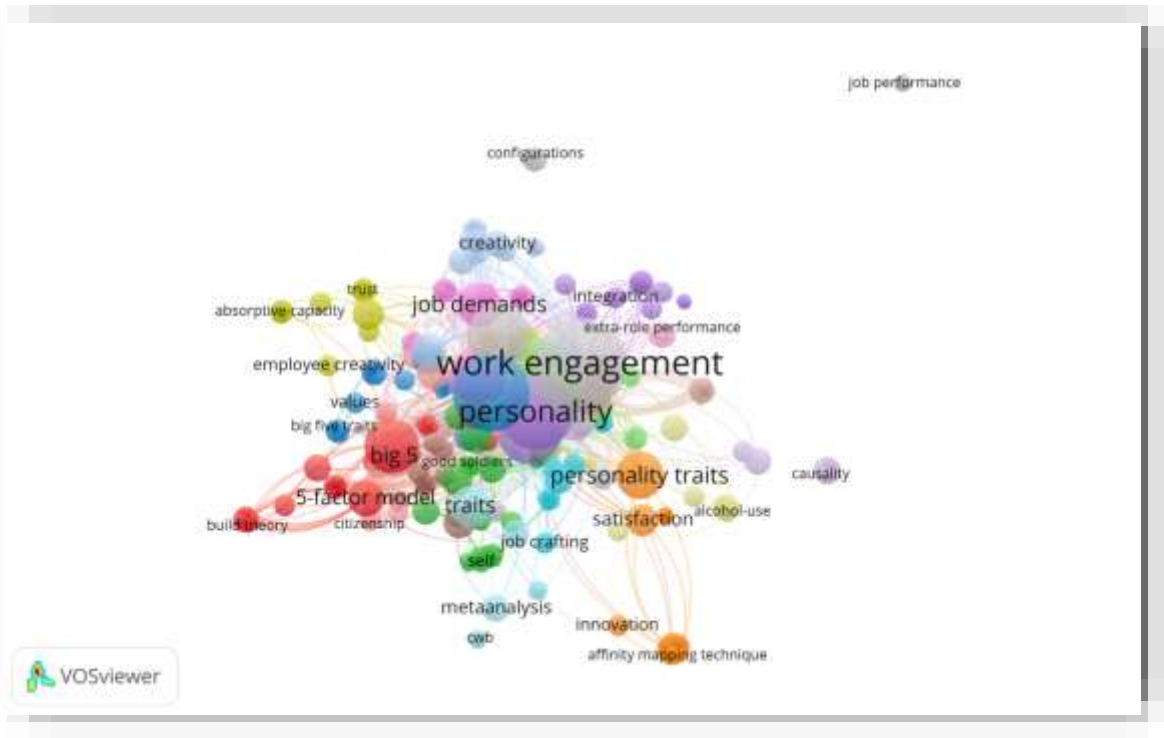 job performance
configurations
creativity
trust
job demands
integration
absorptive capacity
extra-role performance
work engagement
employee creativity
values
personality
big five traits
big 5
good soldiers
personality traits
causality
5-factor model
traits
alcohol-use
build theory
citizenship
satisfaction
job crafting
self
metaanalysis
innovation
cwb
affinity mapping technique
VOSviewer